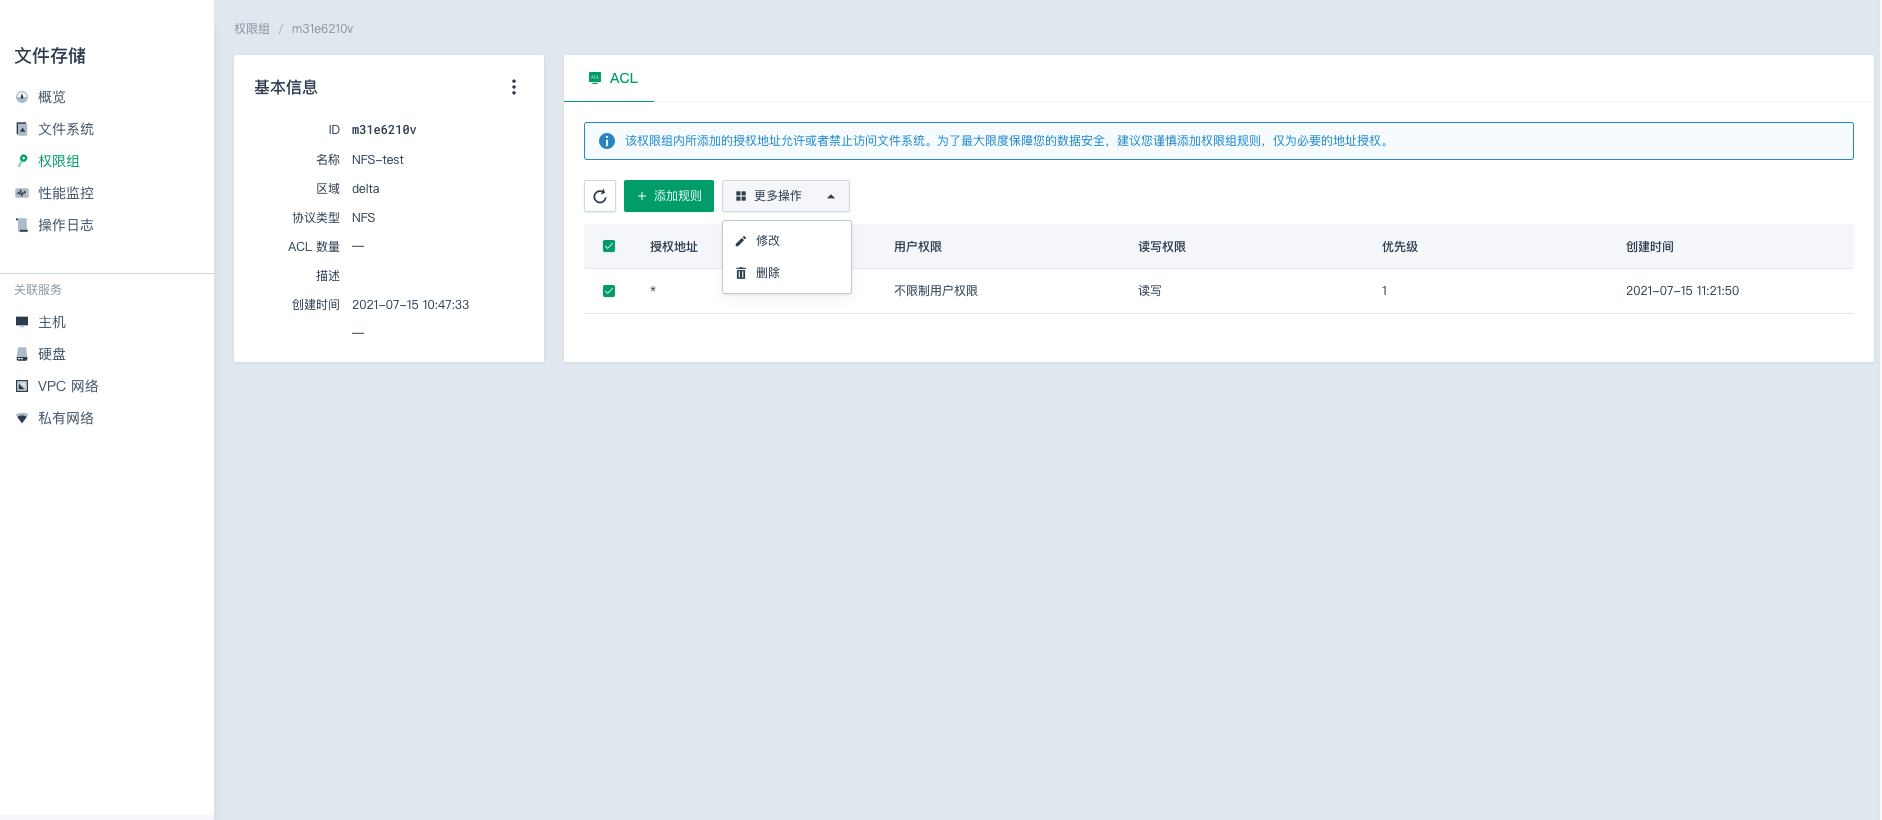 权限组 / m31e6210v
文件存储
概览
文件系统
权限组
性能监控
操作日志
关联服务
主机
硬盘
VPC 网络
私有网络
基本信息
ID m31e6210v
名称 NFS-test
区域 delta
协议类型 NFS
ACL 数量 —
描述
创建时间 2021-07-15 10:47:33
—
ACL
该权限组内所添加的授权地址允许或者禁止访问文件系统。为了最大限度保障您的数据安全，建议您谨慎添加权限组规则，仅为必要的地址授权。
+ 添加规则 更多操作
修改
删除
授权地址 用户权限 读写权限 优先级 创建时间
* 不限制用户权限 读写 1 2021-07-15 11:21:50